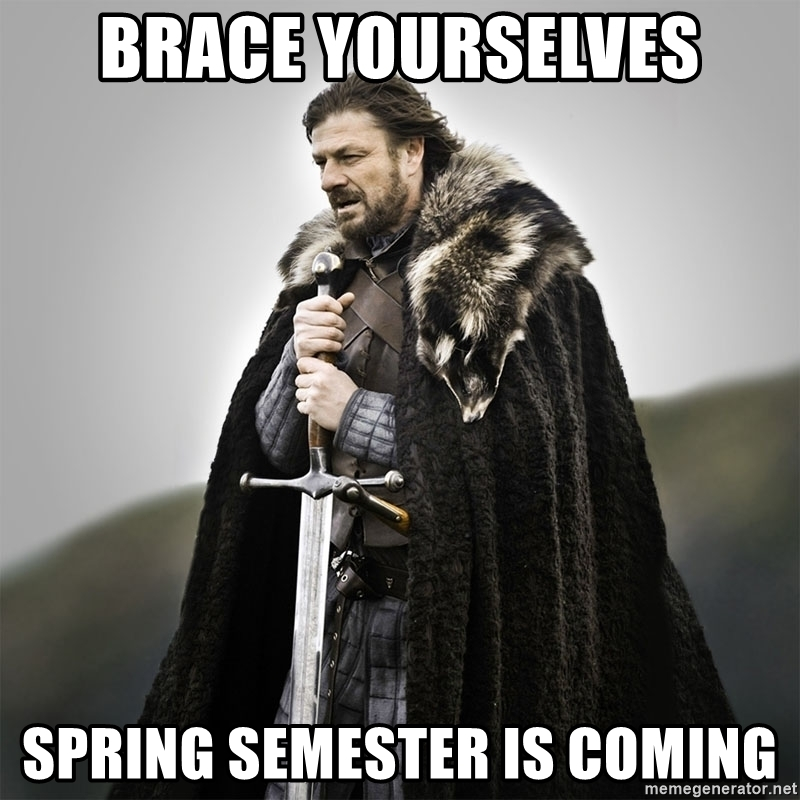 BRACE YOURSELVES
SPRING SEMESTER IS COMING
memegenerator.net